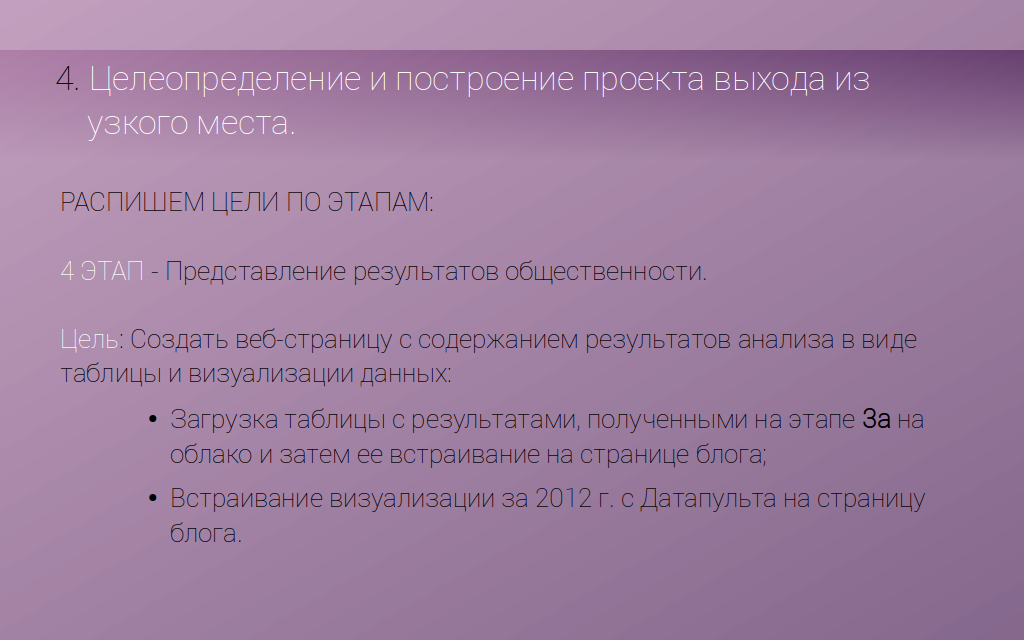 4. Целеопределение и построение проекта выхода из
узкого места.
РАСПИШЕМ ЦЕЛИ ПО ЭТАПАМ:
4 ЭТАП - Представление результатов общественности.
Цель: Создать веб-страницу с содержанием результатов анализа в виде
таблицы и визуализации данных:
• Загрузка таблицы с результатами, полученными на этапе 3а на
облако и затем ее встраивание на странице блога;
• Встраивание визуализации за 2012 г. с Датапульта на страницу
блога.